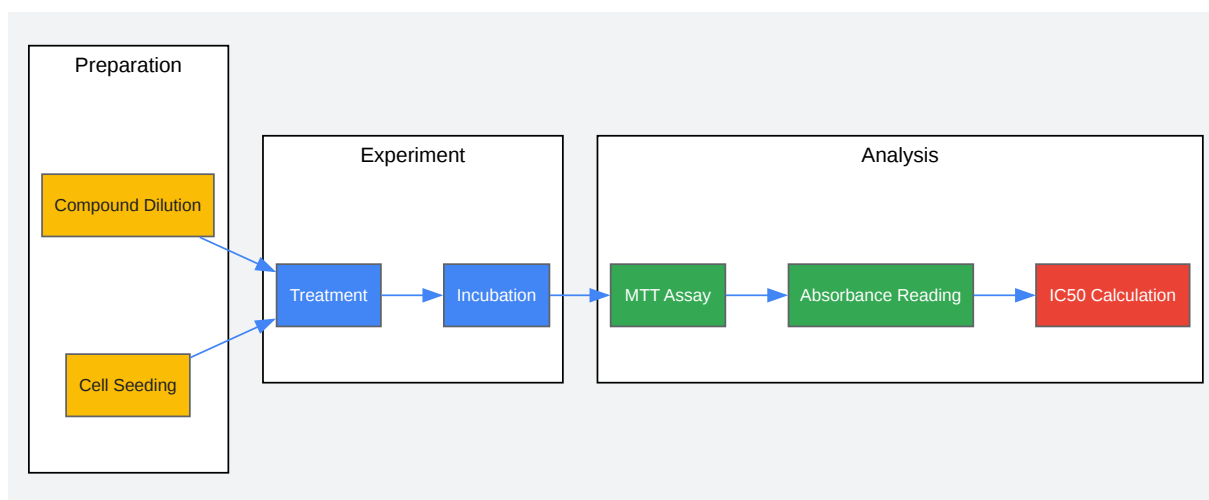 Preparation
Compound Dilution
Cell Seeding
Experiment
Treatment
Incubation
Analysis
MTT Assay
Absorbance Reading
IC50 Calculation